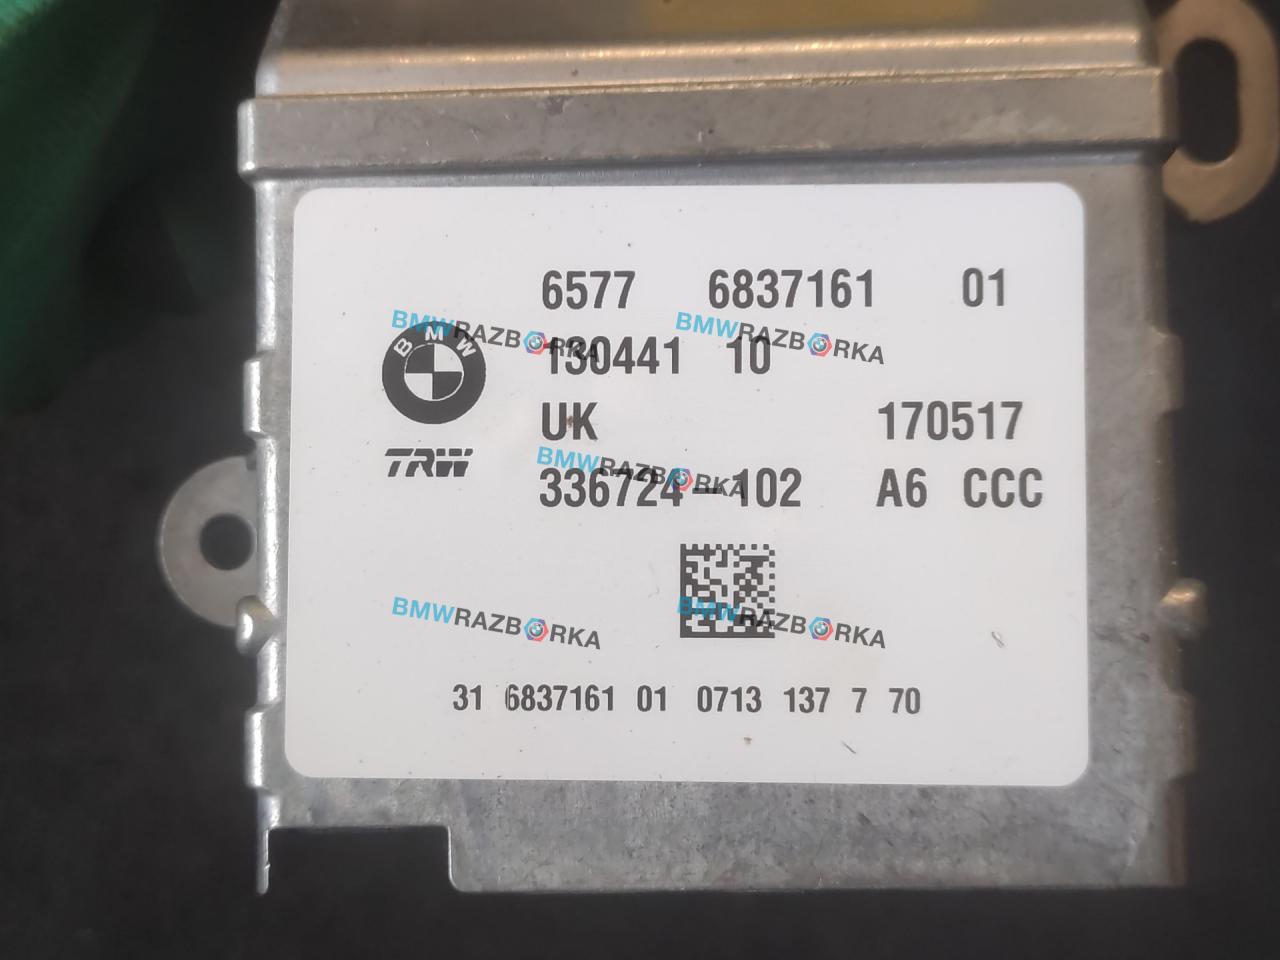 6577 6837161 01
BMWRAZBORKA BMWRAZBORKA
BMW
130441 10
UK 170517
TRW
BMWRAZBORKA
336724-102 A6 CCC
BMWRAZBORKA BMWRAZBORKA
31 6837161 01 0713 137 7 70